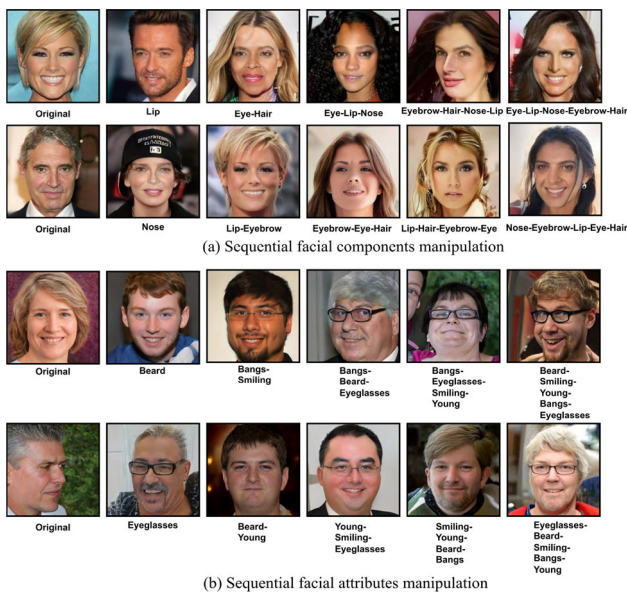 Original
Lip
Eye-Hair
Eye-Lip-Nose
Eyebrow-Hair-Nose-Lip
Eye-Lip-Nose-Eyebrow-Hair
Original
Nose
Lip-Eyebrow
Eyebrow-Eye-Hair
Lip-Hair-Eyebrow-Eye
Nose-Eyebrow-Lip-Eye-Hair
(a) Sequential facial components manipulation
Original
Beard
Bangs-
Smiling
Bangs-
Beard-
Eyeglasses
Bangs-
Eyeglasses-
Smiling-
Young
Beard-
Smiling-
Young-
Bangs-
Eyeglasses
Original
Eyeglasses
Beard-
Young
Young-
Smiling-
Eyeglasses
Smiling-
Young-
Beard-
Bangs
Eyeglasses-
Beard-
Smiling-
Bangs-
Young
(b) Sequential facial attributes manipulation